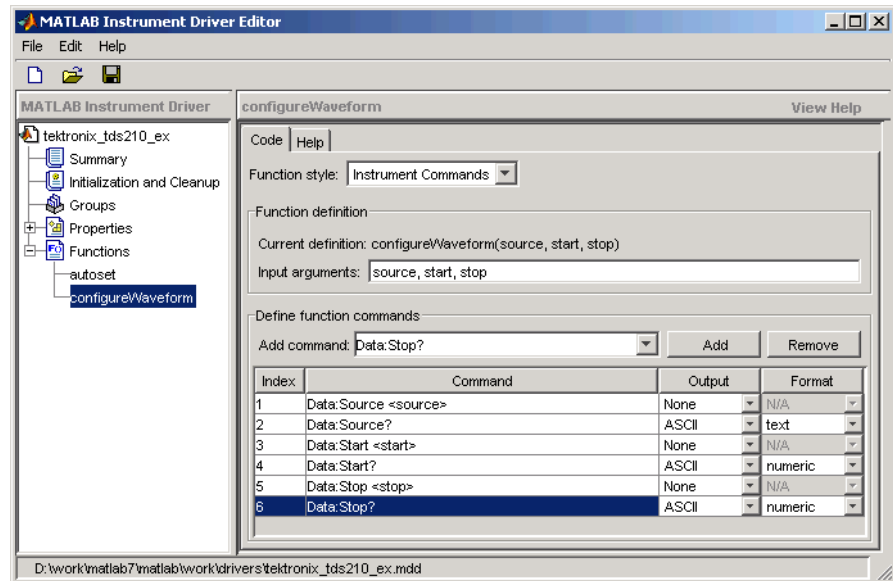 MATLAB Instrument Driver Editor
File Edit Help
MATLAB Instrument Driver
tektronix_tds210_ex
Summary
Initialization and Cleanup
Groups
Properties
Functions
autoset
configureWaveform
configureWaveform View Help
Code Help
Function style: Instrument Commands
Function definition
Current definition: configureWaveform(source, start, stop)
Input arguments: source, start, stop
Define function commands
Add command: Data:Stop? Add Remove
Index Command Output Format
1 Data:Source <source> None N/A
2 Data:Source? ASCII text
3 Data:Start <start> None N/A
4 Data:Start? ASCII numeric
5 Data:Stop <stop> None N/A
6 Data:Stop? ASCII numeric
D:\work\matlab7\matlab\work\drivers\tektronix_tds210_ex.mdd